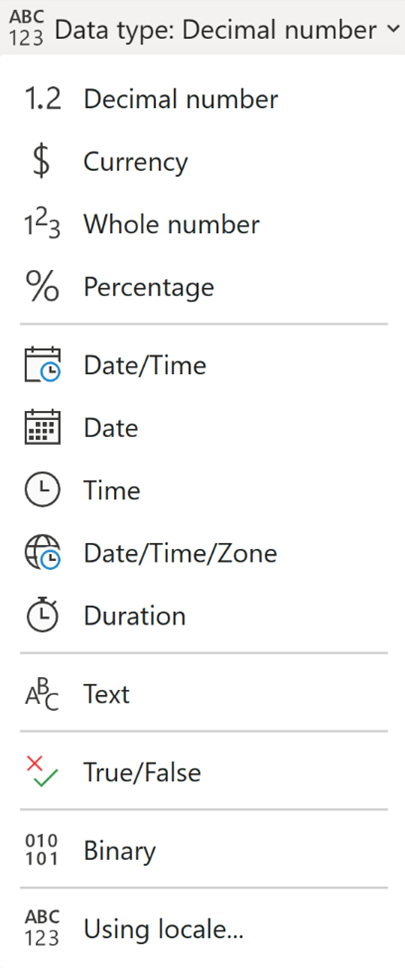 ABC
123 Data type: Decimal number
1.2 Decimal number
$ Currency
123 Whole number
% Percentage
Date/Time
Date
Time
Date/Time/Zone
Duration
ABC Text
True/False
010
101 Binary
ABC
123 Using locale...